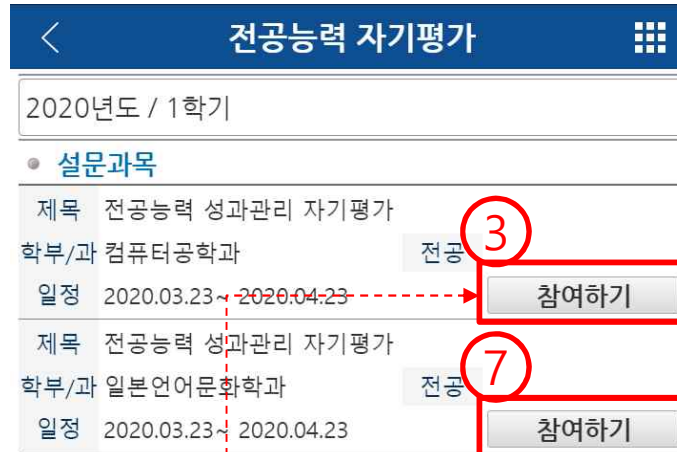 전공능력 자기평가
2020년도 / 1학기
설문과목
제목 전공능력 성과관리 자기평가
학부/과 컴퓨터공학과 전공 ③
일정 2020.03.23~ 2020.04.23 참여하기
제목 전공능력 성과관리 자기평가
학부/과 일본언어문화학과 전공 ⑦
일정 2020.03.23~ 2020.04.23 참여하기